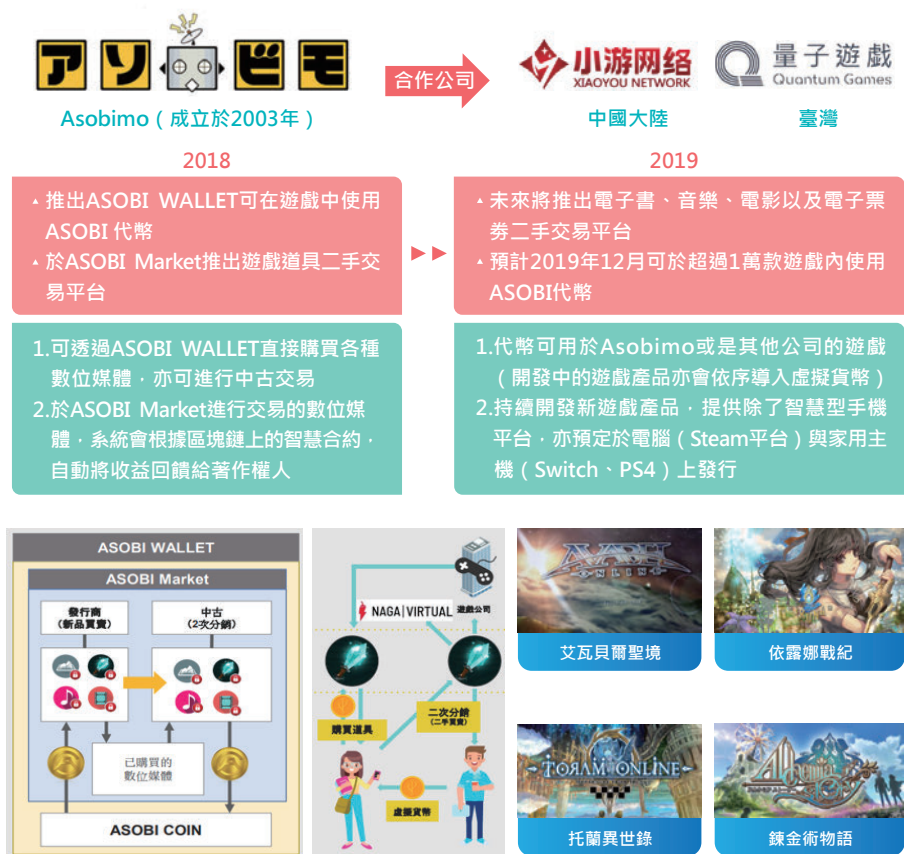 アソビモ
合作公司
小游网络
XIAOYOU NETWORK
量子遊戲
Quantum Games
Asobimo（成立於2003年）
中國大陸
臺灣
2018
2019
▲推出ASOBI WALLET可在遊戲中使用
ASOBI 代幣
▲於ASOBI Market推出遊戲道具二手交
易平台
▲未來將推出電子書、音樂、電影以及電子票
券二手交易平台
▲預計2019年12月可於超過1萬款遊戲內使用
ASOBI代幣
1.可透過ASOBI WALLET直接購買各種
數位媒體，亦可進行中古交易
2.於ASOBI Market進行交易的數位媒
體，系統會根據區塊鏈上的智慧合約，
自動將收益回饋給著作權人
1.代幣可用於Asobimo或是其他公司的遊戲
（開發中的遊戲產品亦會依序導入虛擬貨幣）
2.持續開發新遊戲產品，提供除了智慧型手機
平台，亦預定於電腦（Steam平台）與家用主
機（Switch、PS4）上發行
ASOBI WALLET
ASOBI Market
發行商
（新品買賣）
中古
（2次分銷）
已購買的
數位媒體
ASOBI COIN
NAGA|VIRTUAL
遊戲公司
購買道具
二次分銷
（二手買賣）
虛擬貨幣
AVABEL
ONLINE
艾瓦貝爾聖境
依露娜戰紀
TORAM ONLINE
托蘭異世錄
Alchemia
鍊金術物語